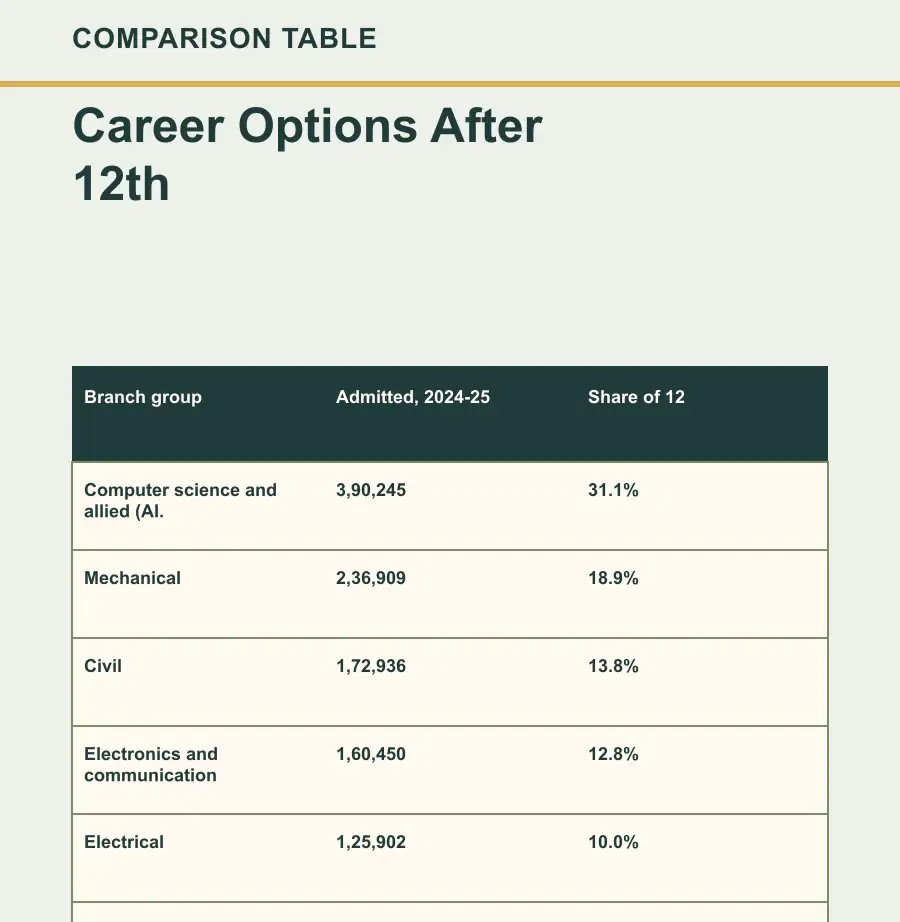 COMPARISON TABLE
Career Options After
12th
Branch group Admitted, 2024-25 Share of 12
Computer science and 3,90,245 31.1%
allied (AI.
Mechanical 2,36,909 18.9%
Civil 1,72,936 13.8%
Electronics and 1,60,450 12.8%
communication
Electrical 1,25,902 10.0%